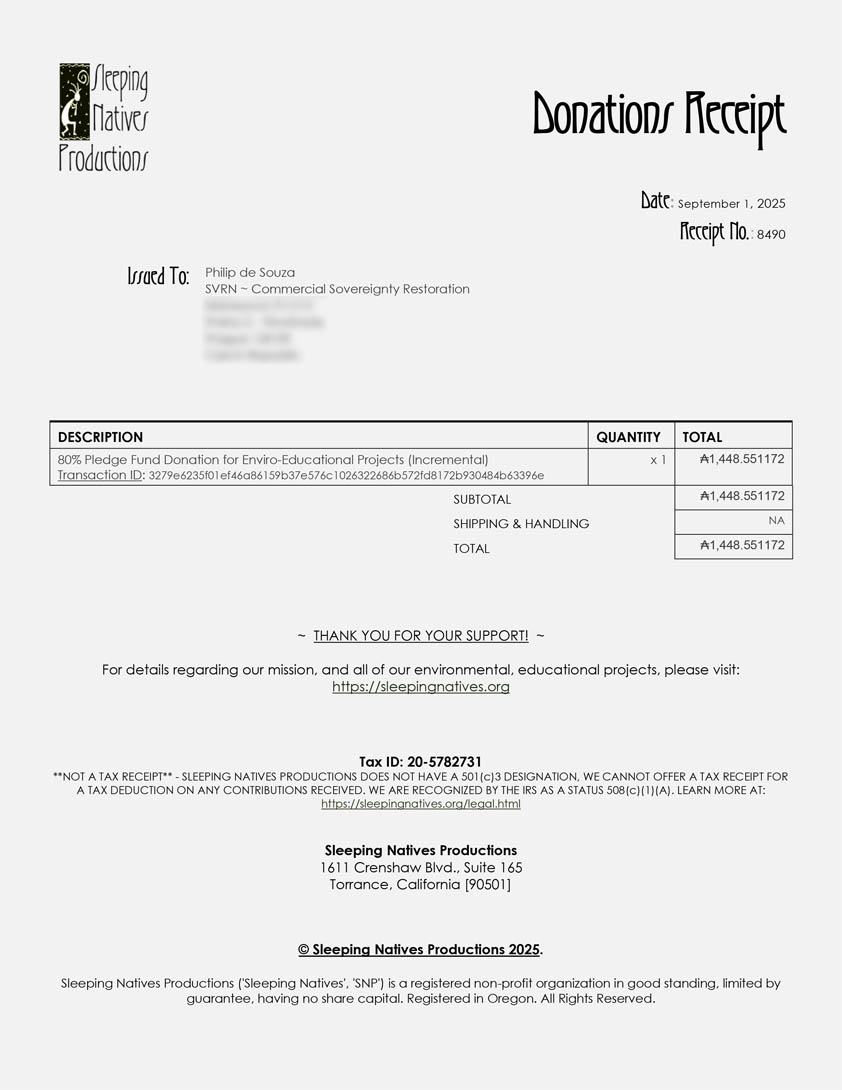 Sleeping
Natives
Productions
Donations Receipt
Date: September 1, 2025
Receipt No.: 8490
Issued To: Philip de Souza
SVRN ~ Commercial Sovereignty Restoration
DESCRIPTION QUANTITY TOTAL
80% Pledge Fund Donation for Enviro-Educational Projects (Incremental) x 1 ₳1,448.551172
Transaction ID: 3279e6235f01ef46a86159b37e576c1026322686b572fd8172b930484b63396e
SUBTOTAL ₳1,448.551172
SHIPPING & HANDLING NA
TOTAL ₳1,448.551172
~ THANK YOU FOR YOUR SUPPORT! ~
For details regarding our mission, and all of our environmental, educational projects, please visit:
https://sleepingnatives.org
Tax ID: 20-5782731
**NOT A TAX RECEIPT** - SLEEPING NATIVES PRODUCTIONS DOES NOT HAVE A 501(c)3 DESIGNATION, WE CANNOT OFFER A TAX RECEIPT FOR
A TAX DEDUCTION ON ANY CONTRIBUTIONS RECEIVED. WE ARE RECOGNIZED BY THE IRS AS A STATUS 508(c)(1)(A). LEARN MORE AT:
https://sleepingnatives.org/legal.html
Sleeping Natives Productions
1611 Crenshaw Blvd., Suite 165
Torrance, California [90501]
© Sleeping Natives Productions 2025.
Sleeping Natives Productions ('Sleeping Natives', 'SNP') is a registered non-profit organization in good standing, limited by
guarantee, having no share capital. Registered in Oregon. All Rights Reserved.